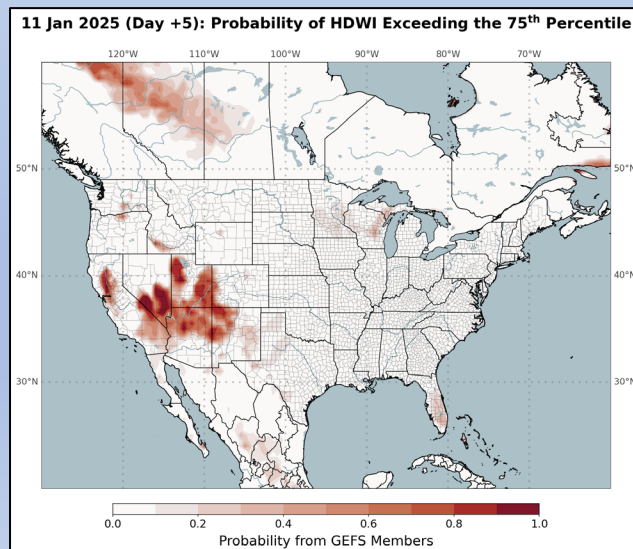 11 Jan 2025 (Day +5): Probability of HDWI Exceeding the 75th Percentile
120°W 110°W 100°W 90°W 80°W 70°W
50°N
40°N
30°N
50°N
40°N
30°N
0.0 0.2 0.4 0.6 0.8 1.0
Probability from GEFS Members